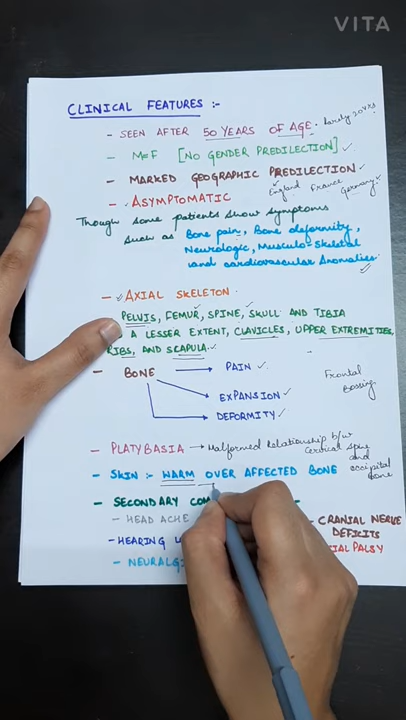 VITA
CLINICAL FEATURES :-
- SEEN AFTER 50 YEARS OF AGE. Rarely 20yrs
- M=F [NO GENDER PREDILECTION]
- MARKED GEOGRAPHIC PREDILECTION
England France Germany
- ASYMPTOMATIC
Though some patients show symptoms
such as Bone pain, Bone deformity,
Neurologic, Musculo-skeletal
and cardiovascular Anomalies
- AXIAL SKELETON
PELVIS, FEMUR, SPINE, SKULL AND TIBIA
A LESSER EXTENT, CLAVICLES, UPPER EXTREMITIES,
RIBS, AND SCAPULA
- BONE → PAIN
EXPANSION
DEFORMITY
Frontal
Bossing
- PLATYBASIA → Malformed relationship b/w
Cervical Spine
and
occipital
bone
- SKIN :- WARM OVER AFFECTED BONE
- SECONDARY COM
- HEAD ACHE
- HEARING
- NEURALGI
- CRANIAL NERVE
DEFICITS
IAL PALSY